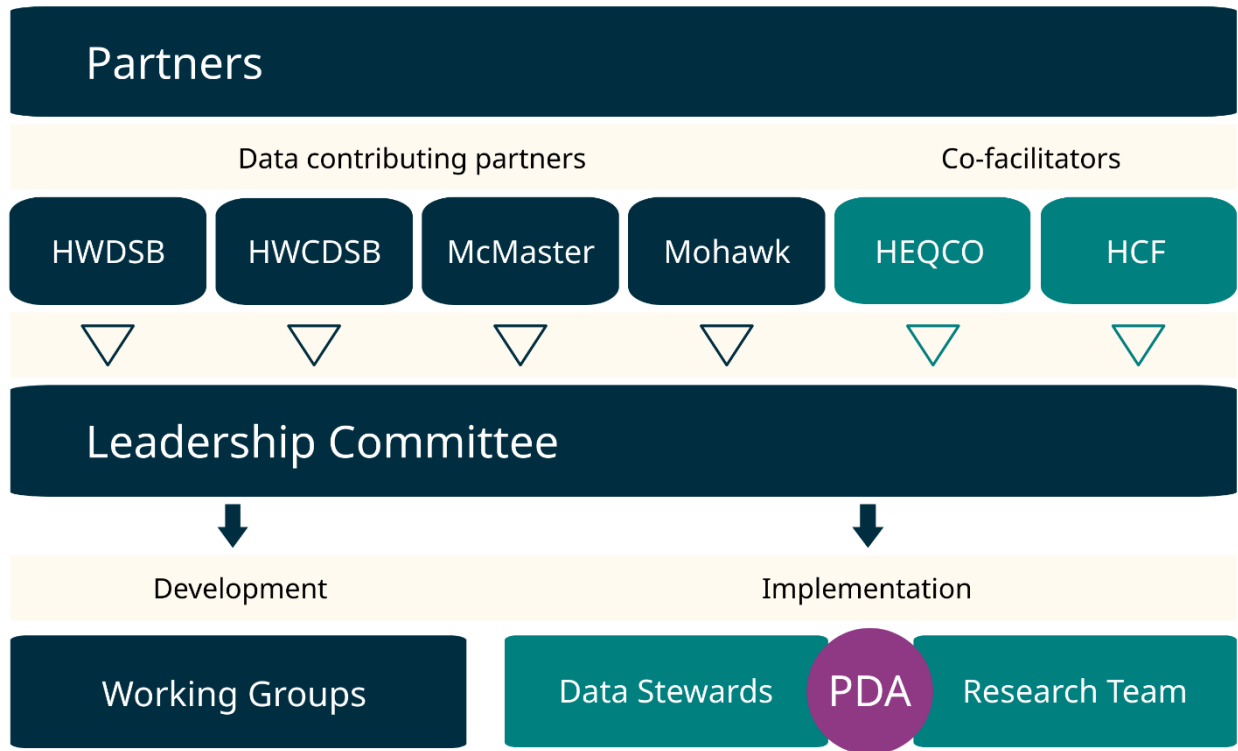 Partners
Data contributing partners
Co-facilitators
HWDSB
HWCDSB
McMaster
Mohawk
HEQCO
HCF
Leadership Committee
Development
Implementation
Working Groups
Data Stewards
PDA
Research Team